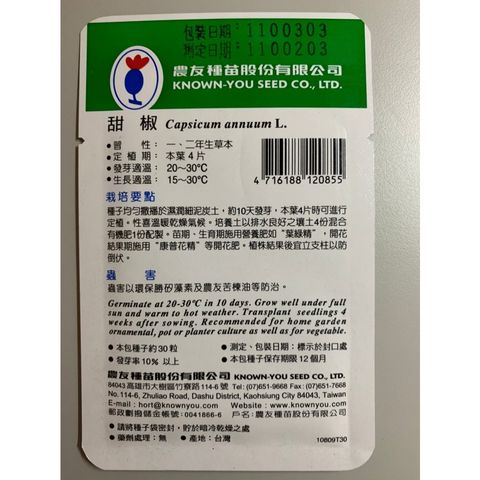 包裝日期：1100303
測定日期：1100203
農友種苗股份有限公司
KNOWN-YOU SEED CO., LTD.
甜 椒 Capsicum annuum L.
●習性：一、二年生草本
●定植期：本葉4片
●發芽適溫：20～30℃
●生長適溫：15～30℃
4 716188 120855
栽培要點
種子均勻撒播於濕潤細泥炭土，約10天發芽，本葉4片時可進行
定植。性喜溫暖乾燥氣候。培養土以排水良好之壤土4份混合
有機肥1份配製。苗期、生育期施用營養肥如"葉綠精"，開花
結果期施用"康普花精"等開花肥。植株結果後宜立支柱以防
倒伏。
蟲 害
蟲害以環保勝矽藻素及農友苦楝油等防治。
Germinate at 20-30℃ in 10 days. Grow well under full
sun and warm to hot weather. Transplant seedlings 4
weeks after sowing. Recommended for home garden
ornamental, pot or planter culture as well as for vegetable.
●本包種子約30粒 ●測定、包裝日期：標示於封口處
●發芽率10%以上 ●本包種子保存期限12個月
農友種苗股份有限公司 KNOWN-YOU SEED CO., LTD.
84043 高雄市大樹區竹寮路114-6號 Tel : (07)651-9668 Fax : (07)651-7668
No.114-6, Zhuliao Road, Dashu District, Kaohsiung City 84043, Taiwan
E-mail : hort@knownyou.com Website : www.knownyou.com
郵政劃撥儲金帳號：0041866-6 戶名：農友種苗股份有限公司
●請將種子袋密封，貯於暗冷乾燥之處
●藥劑處理：無 ●產地：台灣
10809T30